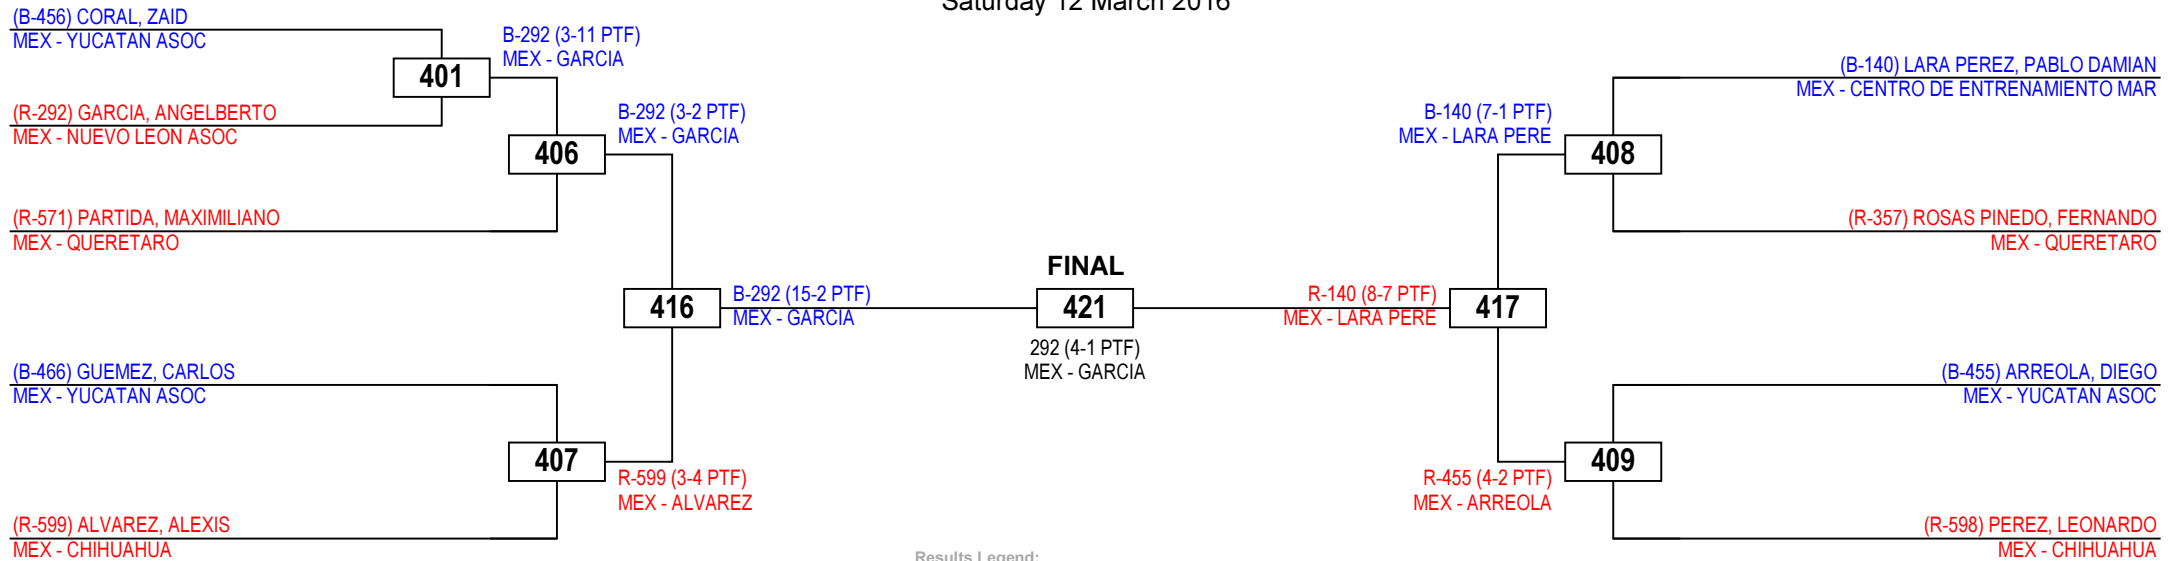 Saturday 12 March 2016
(B-456) CORAL, ZAID
MEX - YUCATAN ASOC
401
B-292 (3-11 PTF)
MEX - GARCIA
(R-292) GARCIA, ANGELBERTO
MEX - NUEVO LEON ASOC
406
B-292 (3-2 PTF)
MEX - GARCIA
(R-571) PARTIDA, MAXIMILIANO
MEX - QUERETARO
416
B-292 (15-2 PTF)
MEX - GARCIA
(B-466) GUEMEZ, CARLOS
MEX - YUCATAN ASOC
407
R-599 (3-4 PTF)
MEX - ALVAREZ
(R-599) ALVAREZ, ALEXIS
MEX - CHIHUAHUA
FINAL
421
292 (4-1 PTF)
MEX - GARCIA
(B-140) LARA PEREZ, PABLO DAMIAN
MEX - CENTRO DE ENTRENAMIENTO MAR
B-140 (7-1 PTF)
MEX - LARA PERE
408
(R-357) ROSAS PINEDO, FERNANDO
MEX - QUERETARO
R-140 (8-7 PTF)
MEX - LARA PERE
417
(B-455) ARREOLA, DIEGO
MEX - YUCATAN ASOC
409
R-455 (4-2 PTF)
MEX - ARREOLA
(R-598) PEREZ, LEONARDO
MEX - CHIHUAHUA
Results Legend: